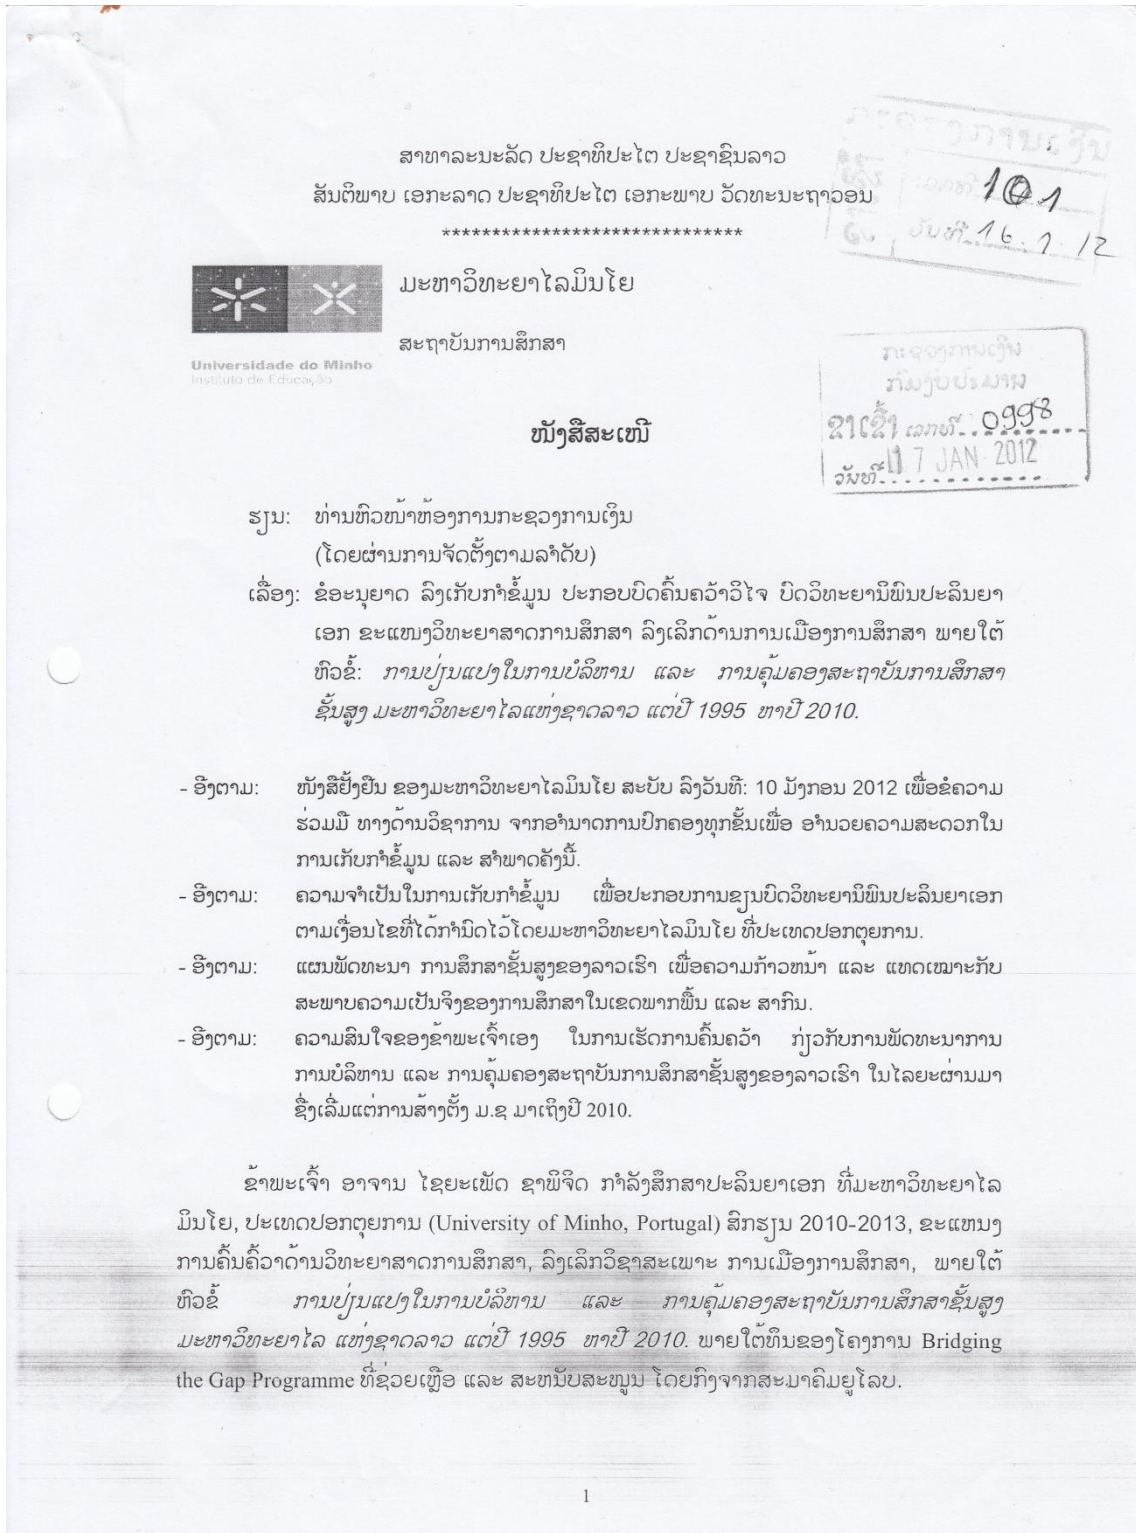 ສາທາລະນະລັດ ປະຊາທິປະໄຕ ປະຊາຊົນລາວ
ສັນຕິພາບ ເອກະລາດ ປະຊາທິປະໄຕ ເອກະພາບ ວັດທະນະຖາວອນ
******************************
ກະຊວງການເງິນ
ເລກທີ 101
ວັນທີ 16.1.12
ມະຫາວິທະຍາໄລມິນໂຍ
ສະຖາບັນການສຶກສາ
Universidade do Minho
Instituto de Educação
ກະຊວງການເງິນ
ກົມງົບປະມານ
ຂາເຂົ້າ ເລກທີ 0998
ວັນທີ 17 JAN 2012
ໜັງສືສະເໜີ
ຮຽນ: ທ່ານຫົວໜ້າຫ້ອງການກະຊວງການເງິນ
(ໂດຍຜ່ານການຈັດຕັ້ງຕາມລຳດັບ)
ເລື່ອງ: ຂໍອະນຸຍາດ ລົງເກັບກຳຂໍ້ມູນ ປະກອບບົດຄົ້ນຄວ້າວິໄຈ ບົດວິທະຍານິພົນປະລິນຍາ
ເອກ ຂະແໜງວິທະຍາສາດການສຶກສາ ລົງເລິກດ້ານການເມືອງການສຶກສາ ພາຍໃຕ້
ຫົວຂໍ້: ການປ່ຽນແປງໃນການບໍລິຫານ ແລະ ການຄຸ້ມຄອງສະຖາບັນການສຶກສາ
ຊັ້ນສູງ ມະຫາວິທະຍາໄລແຫ່ງຊາດລາວ ແຕ່ປີ 1995 ຫາປີ 2010.
- ອີງຕາມ: ໜັງສືຢັ້ງຢືນ ຂອງມະຫາວິທະຍາໄລມິນໂຍ ສະບັບ ລົງວັນທີ: 10 ມັງກອນ 2012 ເພື່ອຂໍຄວາມ
ຮ່ວມມື ທາງດ້ານວິຊາການ ຈາກອຳນາດການປົກຄອງທຸກຂັ້ນເພື່ອ ອຳນວຍຄວາມສະດວກໃນ
ການເກັບກຳຂໍ້ມູນ ແລະ ສຳພາດຄັງນີ້.
- ອີງຕາມ: ຄວາມຈຳເປັນໃນການເກັບກຳຂໍ້ມູນ ເພື່ອປະກອບການຂຽນບົດວິທະຍານິພົນປະລິນຍາເອກ
ຕາມເງື່ອນໄຂທີ່ໄດ້ກຳນົດໄວ້ໂດຍມະຫາວິທະຍາໄລມິນໂຍ ທີ່ປະເທດປອກຕຸຍການ.
- ອີງຕາມ: ແຜນພັດທະນາ ການສຶກສາຊັ້ນສູງຂອງລາວເຮົາ ເພື່ອຄວາມກ້າວຫນ້າ ແລະ ແທດເໝາະກັບ
ສະພາບຄວາມເປັນຈິງຂອງການສຶກສາໃນເຂດພາກພື້ນ ແລະ ສາກົນ.
- ອີງຕາມ: ຄວາມສົນໃຈຂອງຂ້າພະເຈົ້າເອງ ໃນການເຮັດການຄົ້ນຄວ້າ ກ່ຽວກັບການພັດທະນາການ
ການບໍລິຫານ ແລະ ການຄຸ້ມຄອງສະຖາບັນການສຶກສາຊັ້ນສູງຂອງລາວເຮົາ ໃນໄລຍະຜ່ານມາ
ຊື່ງເລີ່ມແຕ່ການສ້າງຕັ້ງ ມ.ຊ ມາເຖິງປີ 2010.
ຂ້າພະເຈົ້າ ອາຈານ ໄຊຍະເພັດ ຊາພິຈິດ ກຳລັງສຶກສາປະລິນຍາເອກ ທີ່ມະຫາວິທະຍາໄລ
ມິນໂຍ, ປະເທດປອກຕຸຍການ (University of Minho, Portugal) ສົກຮຽນ 2010-2013, ຂະແຫນງ
ການຄົ້ນຄົ້ວາດ້ານວິທະຍາສາດການສຶກສາ, ລົງເລິກວິຊາສະເພາະ ການເມືອງການສຶກສາ, ພາຍໃຕ້
ຫົວຂໍ້ ການປ່ຽນແປງໃນການບໍລິຫານ ແລະ ການຄຸ້ມຄອງສະຖາບັນການສຶກສາຊັ້ນສູງ
ມະຫາວິທະຍາໄລ ແຫ່ງຊາດລາວ ແຕ່ປີ 1995 ຫາປີ 2010. ພາຍໃຕ້ທຶນຂອງໂຄງການ Bridging
the Gap Programme ທີ່ຊ່ວຍເຫຼືອ ແລະ ສະຫນັບສະໜູນ ໂດຍກົງຈາກສະມາຄົມຍູໂລບ.
1